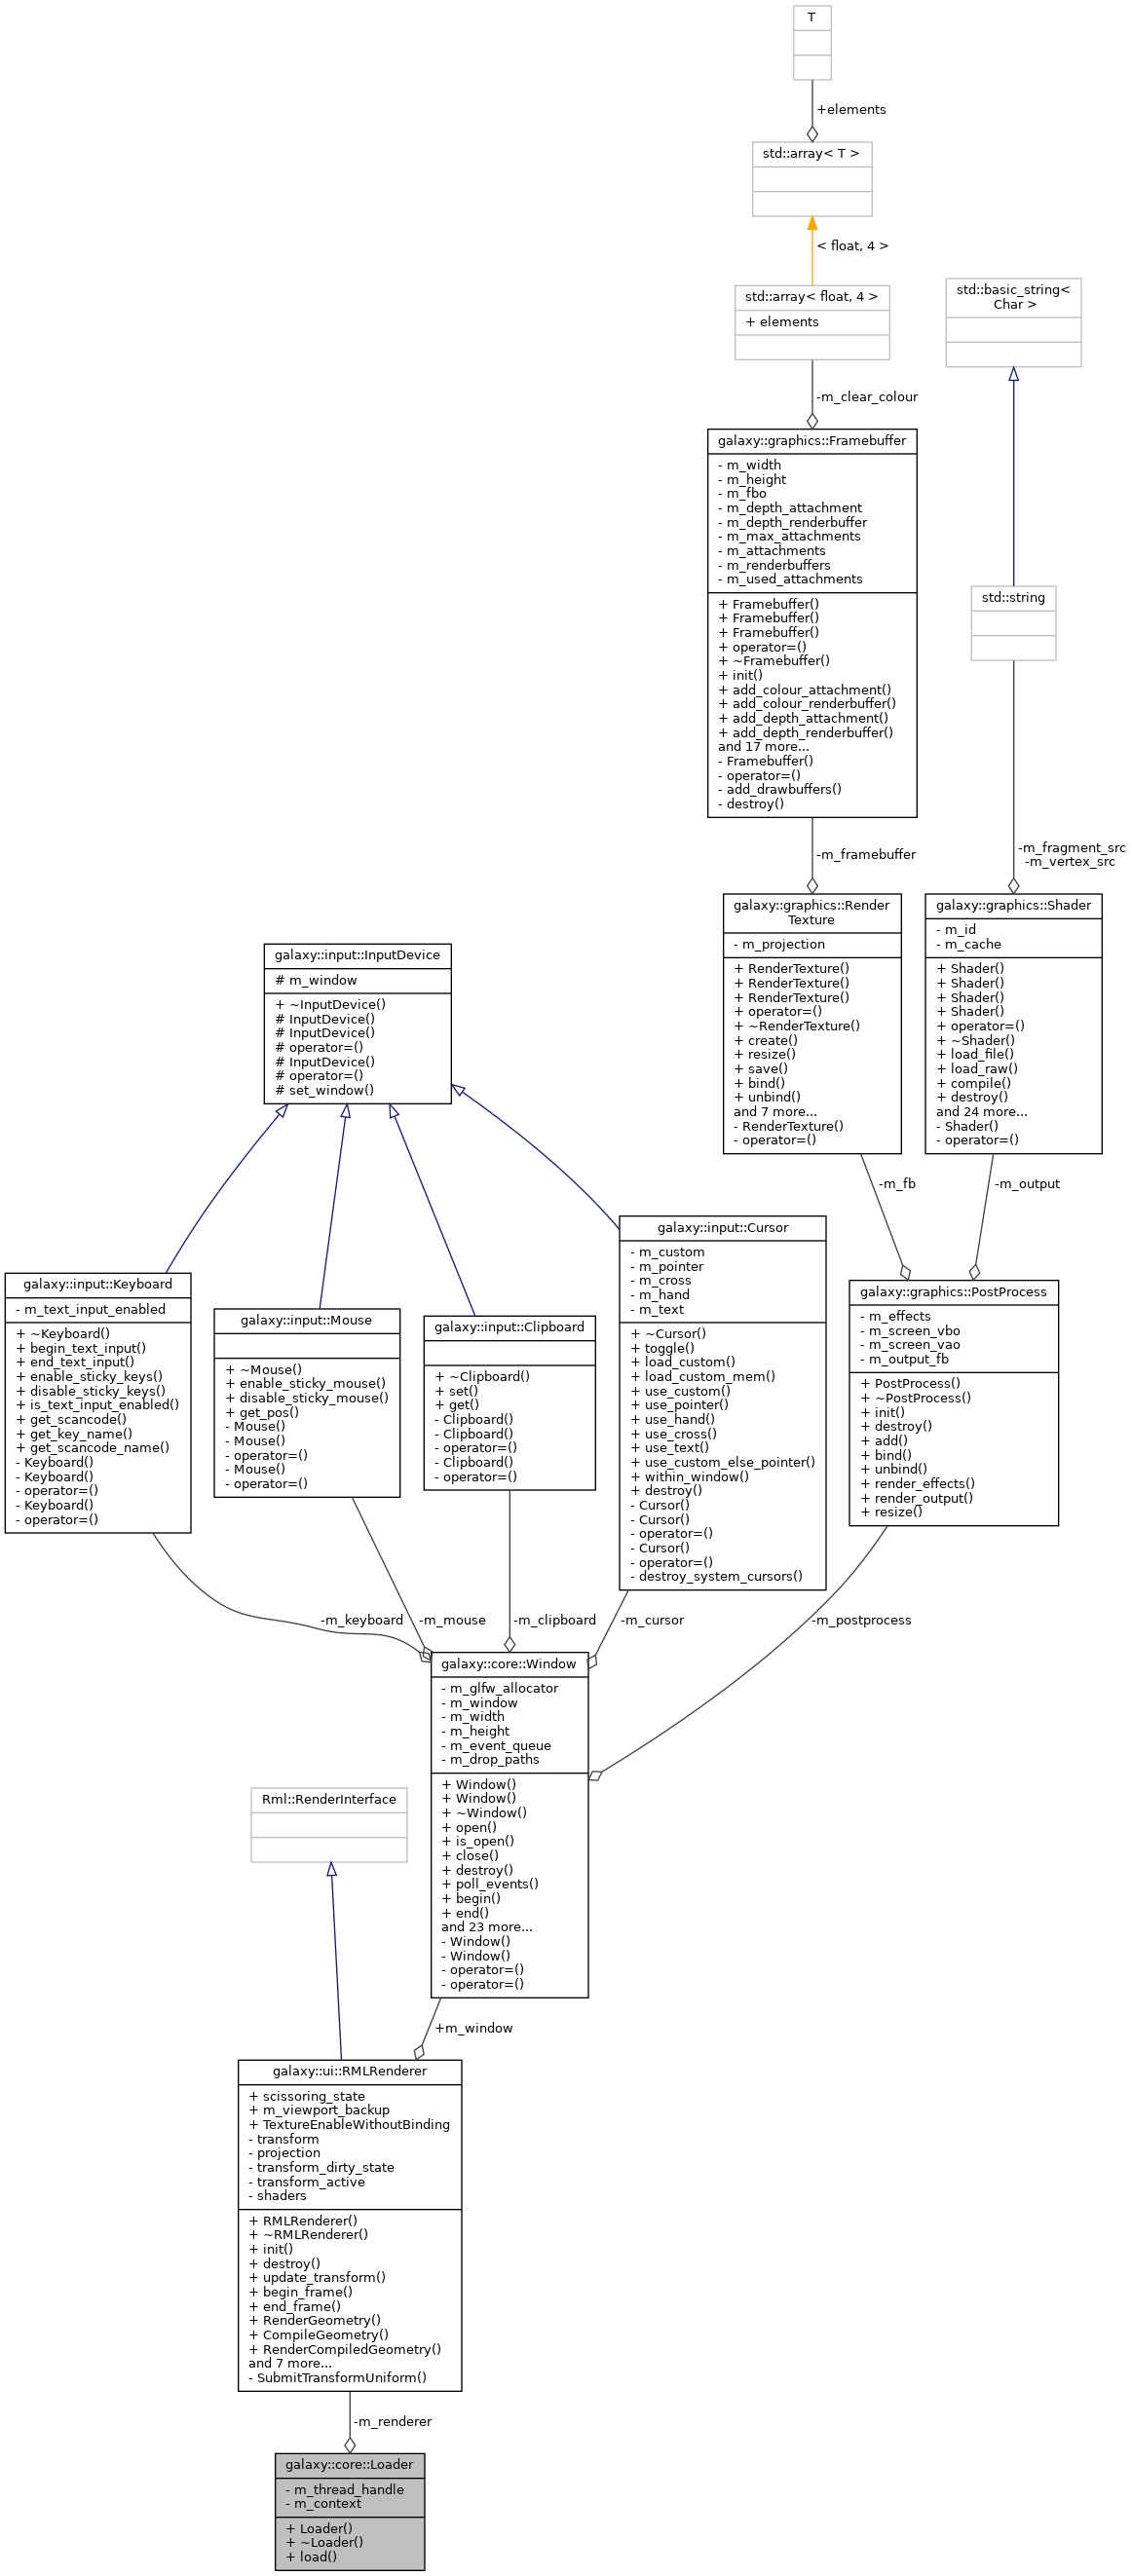 T
+elements
std::array< T >
< float, 4 >
std::array< float, 4 >
+ elements
std::basic_string<
Char >
-m_clear_colour
galaxy::graphics::Framebuffer
- m_width
- m_height
- m_fbo
- m_depth_attachment
- m_depth_renderbuffer
- m_max_attachments
- m_attachments
- m_renderbuffers
- m_used_attachments
+ Framebuffer()
+ Framebuffer()
+ Framebuffer()
+ operator=()
+ ~Framebuffer()
+ init()
+ add_colour_attachment()
+ add_colour_renderbuffer()
+ add_depth_attachment()
+ add_depth_renderbuffer()
and 17 more...
- Framebuffer()
- operator=()
- add_drawbuffers()
- destroy()
std::string
-m_framebuffer
-m_fragment_src
-m_vertex_src
galaxy::graphics::Render
Texture
- m_projection
+ RenderTexture()
+ RenderTexture()
+ RenderTexture()
+ operator=()
+ ~RenderTexture()
+ create()
+ resize()
+ save()
+ bind()
+ unbind()
and 7 more...
- RenderTexture()
- operator=()
galaxy::graphics::Shader
- m_id
- m_cache
+ Shader()
+ Shader()
+ Shader()
+ Shader()
+ operator=()
+ ~Shader()
+ load_file()
+ load_raw()
+ compile()
+ destroy()
and 24 more...
- Shader()
- operator=()
galaxy::input::InputDevice
# m_window
+ ~InputDevice()
# InputDevice()
# InputDevice()
# operator=()
# InputDevice()
# operator=()
# set_window()
-m_fb
-m_output
galaxy::input::Keyboard
- m_text_input_enabled
+ ~Keyboard()
+ begin_text_input()
+ end_text_input()
+ enable_sticky_keys()
+ disable_sticky_keys()
+ is_text_input_enabled()
+ get_scancode()
+ get_key_name()
+ get_scancode_name()
- Keyboard()
- Keyboard()
- operator=()
- Keyboard()
- operator=()
galaxy::input::Mouse
+ ~Mouse()
+ enable_sticky_mouse()
+ disable_sticky_mouse()
+ get_pos()
- Mouse()
- Mouse()
- operator=()
- Mouse()
- operator=()
galaxy::input::Clipboard
+ ~Clipboard()
+ set()
+ get()
- Clipboard()
- Clipboard()
- operator=()
- Clipboard()
- operator=()
galaxy::input::Cursor
- m_custom
- m_pointer
- m_cross
- m_hand
- m_text
+ ~Cursor()
+ toggle()
+ load_custom()
+ load_custom_mem()
+ use_custom()
+ use_pointer()
+ use_hand()
+ use_cross()
+ use_text()
+ use_custom_else_pointer()
+ within_window()
+ destroy()
- Cursor()
- Cursor()
- operator=()
- Cursor()
- operator=()
- destroy_system_cursors()
galaxy::graphics::PostProcess
- m_effects
- m_screen_vbo
- m_screen_vao
- m_output_fb
+ PostProcess()
+ ~PostProcess()
+ init()
+ destroy()
+ add()
+ bind()
+ unbind()
+ render_effects()
+ render_output()
+ resize()
-m_keyboard
-m_mouse
-m_clipboard
-m_cursor
-m_postprocess
galaxy::core::Window
- m_glfw_allocator
- m_window
- m_width
- m_height
- m_event_queue
- m_drop_paths
+ Window()
+ Window()
+ ~Window()
+ open()
+ is_open()
+ close()
+ destroy()
+ poll_events()
+ begin()
+ end()
and 23 more...
- Window()
- Window()
- operator=()
- operator=()
Rml::RenderInterface
+m_window
galaxy::ui::RMLRenderer
+ scissoring_state
+ m_viewport_backup
+ TextureEnableWithoutBinding
- transform
- projection
- transform_dirty_state
- transform_active
- shaders
+ RMLRenderer()
+ ~RMLRenderer()
+ init()
+ destroy()
+ update_transform()
+ begin_frame()
+ end_frame()
+ RenderGeometry()
+ CompileGeometry()
+ RenderCompiledGeometry()
and 7 more...
- SubmitTransformUniform()
-m_renderer
galaxy::core::Loader
- m_thread_handle
- m_context
+ Loader()
+ ~Loader()
+ load()